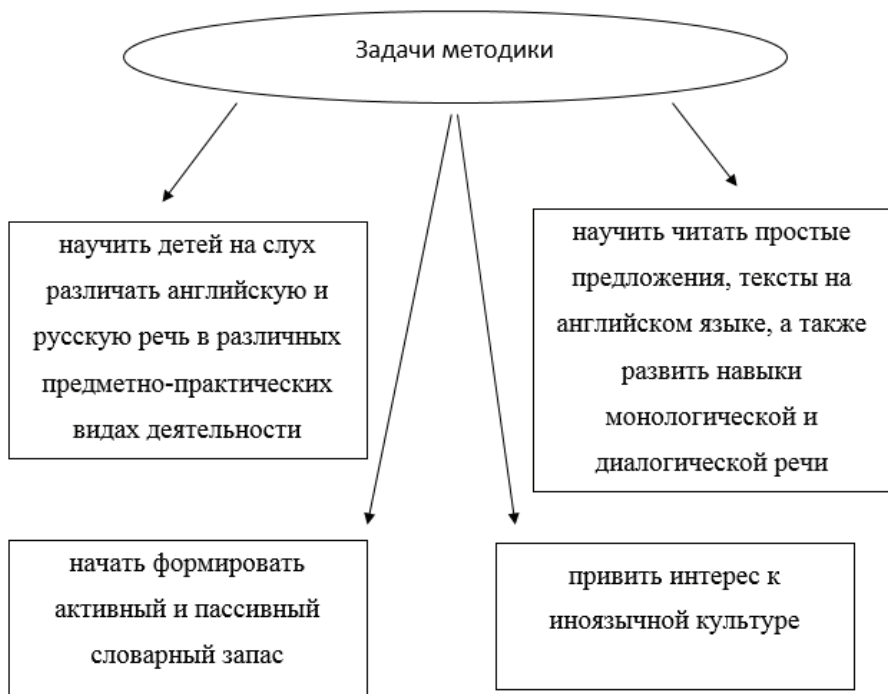 Задачи методики
научить детей на слух
различать английскую и
русскую речь в различных
предметно-практических
видах деятельности
научить читать простые
предложения, тексты на
английском языке, а также
развить навыки
монологической и
диалогической речи
начать формировать
активный и пассивный
словарный запас
привить интерес к
иноязычной культуре